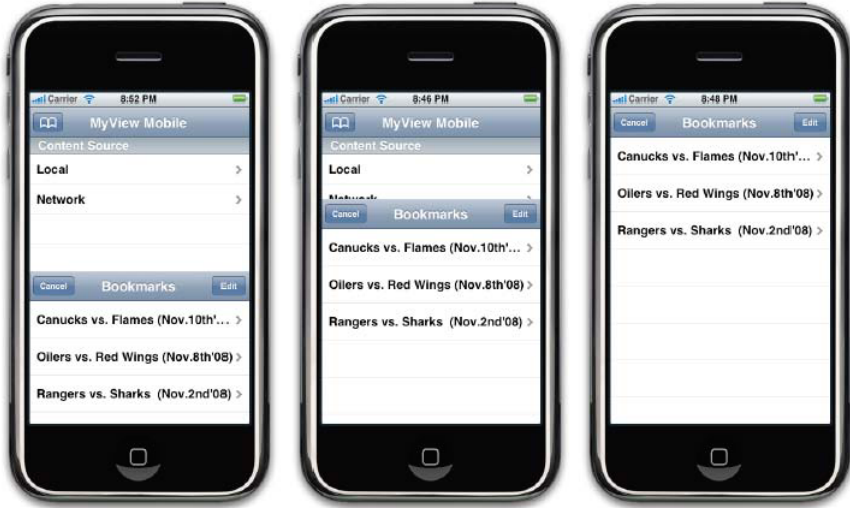 Carrier 8:52 PM
MyView Mobile
Content Source
Local
Network
Cancel Bookmarks Edit
Canucks vs. Flames (Nov.10th'...
Oilers vs. Red Wings (Nov.8th'08)
Rangers vs. Sharks (Nov.2nd'08)
Carrier 8:46 PM
MyView Mobile
Content Source
Local
Network
Cancel Bookmarks Edit
Canucks vs. Flames (Nov.10th'...
Oilers vs. Red Wings (Nov.8th'08)
Rangers vs. Sharks (Nov.2nd'08)
Carrier 8:48 PM
Cancel Bookmarks Edit
Canucks vs. Flames (Nov.10th'...
Oilers vs. Red Wings (Nov.8th'08)
Rangers vs. Sharks (Nov.2nd'08)